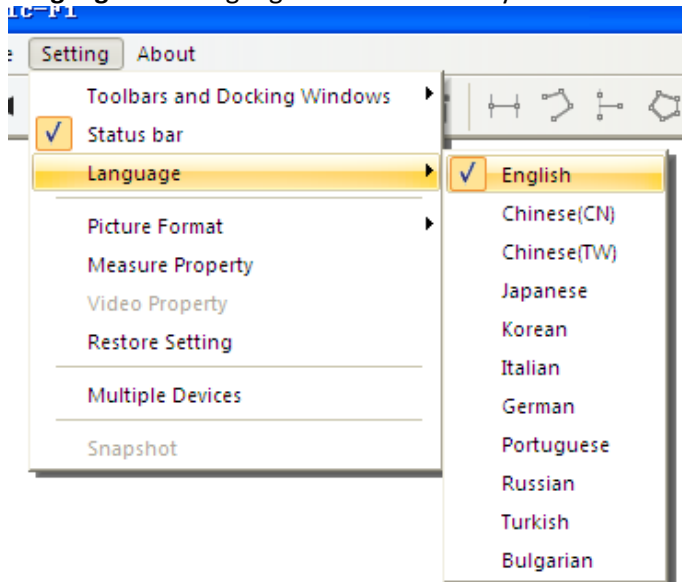 Setting About
Toolbars and Docking Windows
Status bar
Language
Picture Format
Measure Property
Video Property
Restore Setting
Multiple Devices
Snapshot
English
Chinese(CN)
Chinese(TW)
Japanese
Korean
Italian
German
Portuguese
Russian
Turkish
Bulgarian